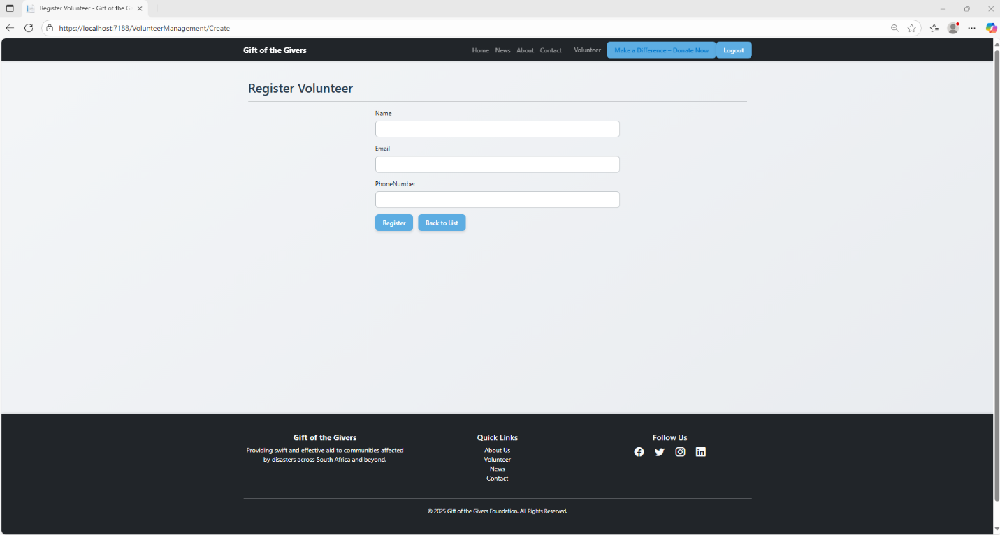 Register Volunteer - Gift of the Gi
https://localhost:7188/VolunteerManagement/Create
Gift of the Givers
Home News About Contact Volunteer Make a Difference – Donate Now Logout
Register Volunteer
Name
Email
PhoneNumber
Register Back to List
Gift of the Givers Quick Links Follow Us
Providing swift and effective aid to communities affected
by disasters across South Africa and beyond.
About Us
Volunteer
News
Contact
© 2025 Gift of the Givers Foundation. All Rights Reserved.